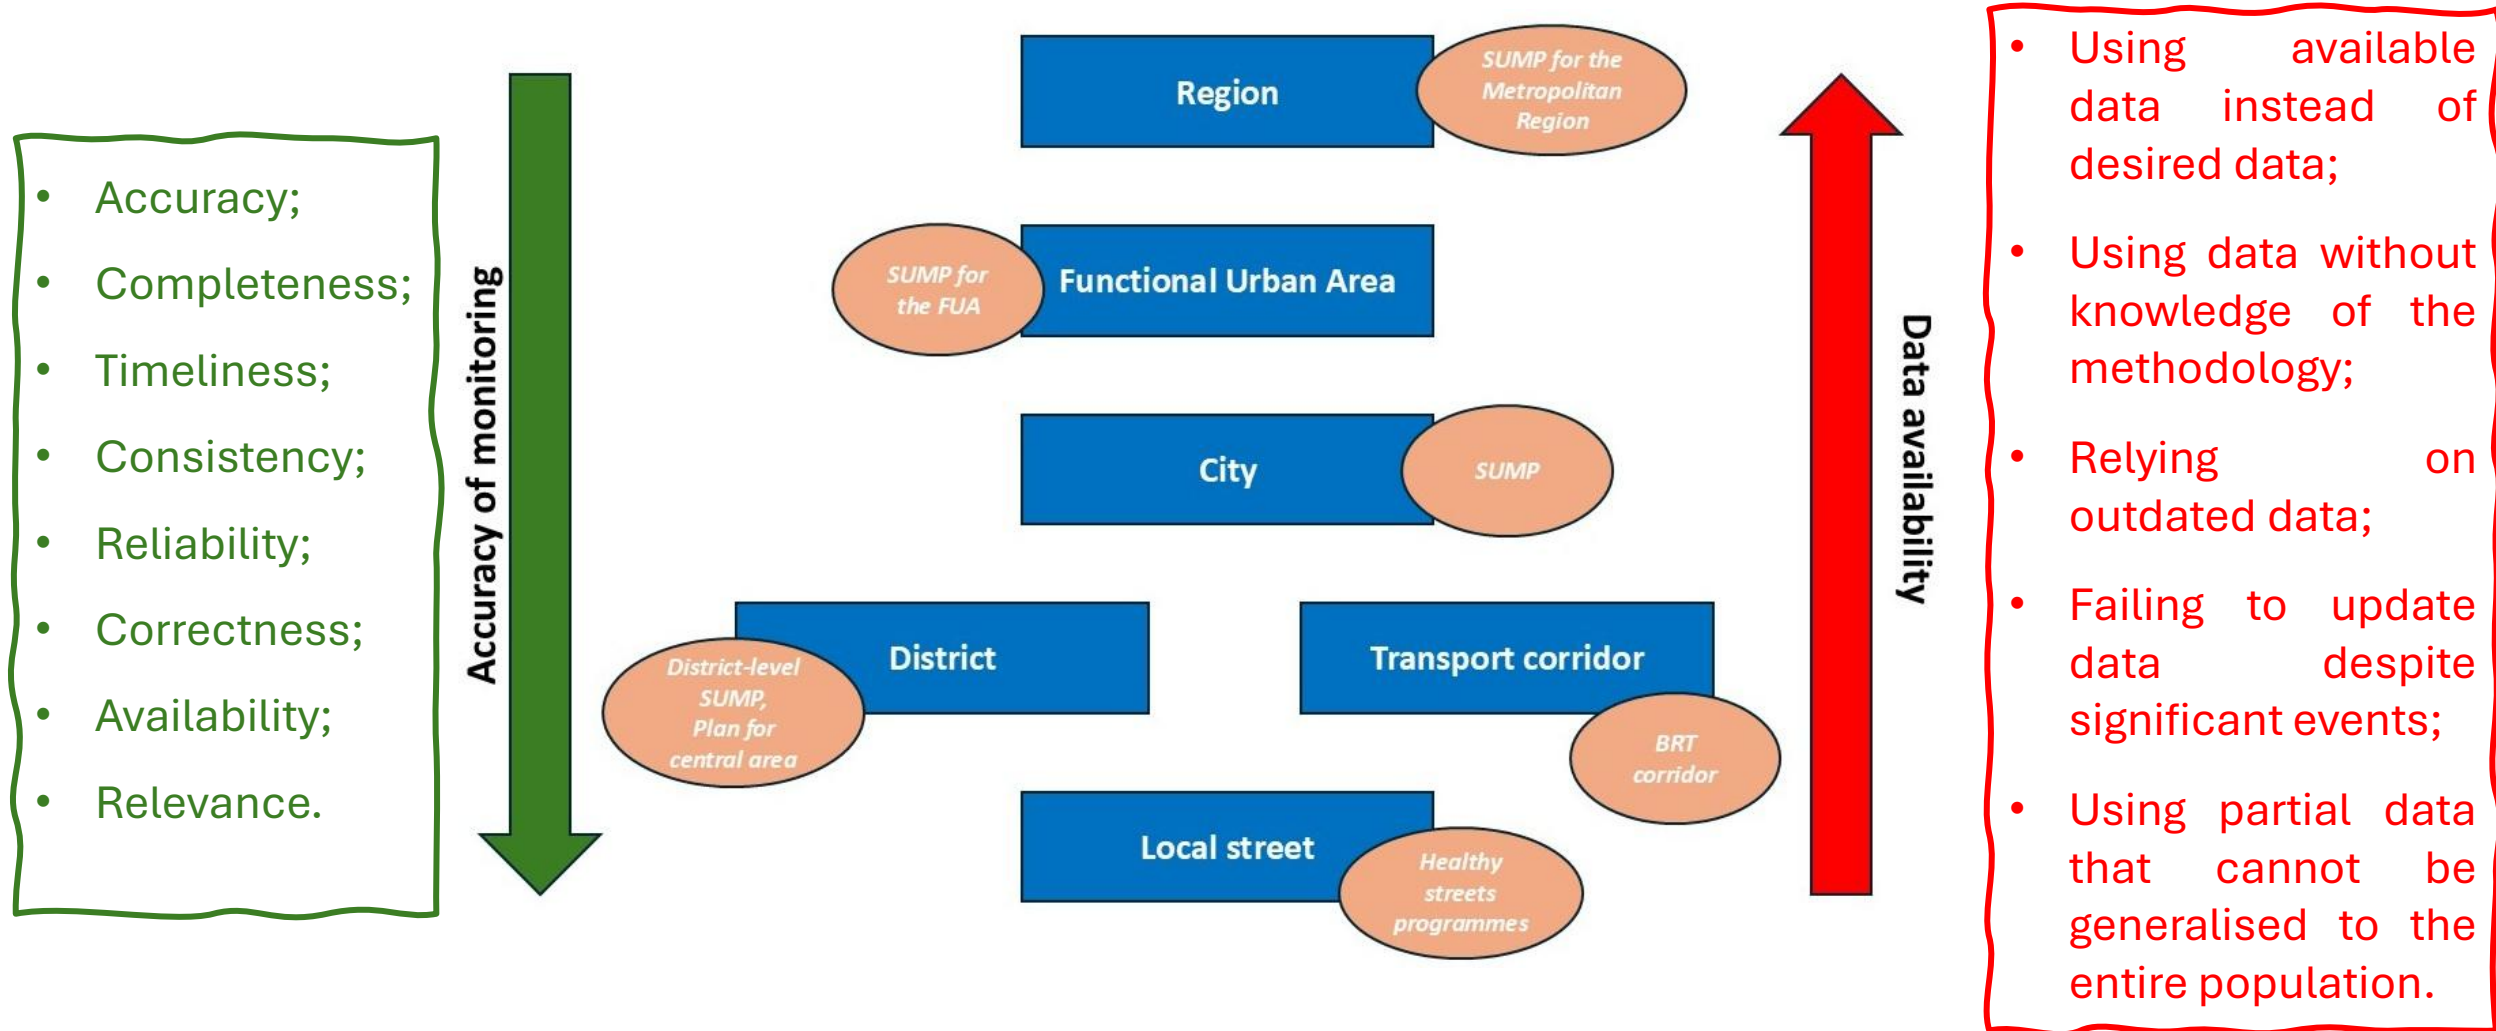 • Accuracy;
• Completeness;
• Timeliness;
• Consistency;
• Reliability;
• Correctness;
• Availability;
• Relevance.
Accuracy of monitoring
Region
SUMP for the
Metropolitan
Region
Functional Urban Area
SUMP for
the FUA
City
SUMP
District
District-level
SUMP,
Plan for
central area
Transport corridor
BRT
corridor
Local street
Healthy
streets
programmes
Data availability
• Using available
data instead of
desired data;
• Using data without
knowledge of the
methodology;
• Relying on
outdated data;
• Failing to update
data despite
significant events;
• Using partial data
that cannot be
generalised to the
entire population.